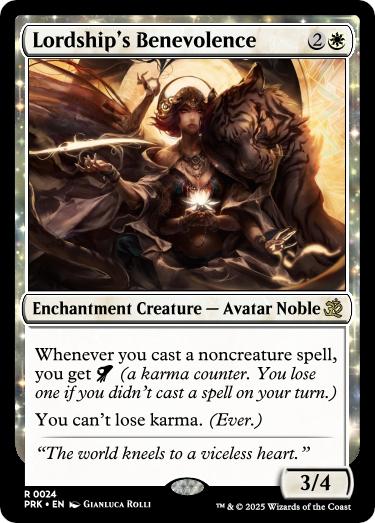 Lordship's Benevolence 2
Enchantment Creature — Avatar Noble
Whenever you cast a noncreature spell,
you get (a karma counter. You lose
one if you didn't cast a spell on your turn.)
You can't lose karma. (Ever.)
"The world kneels to a viceless heart."
3/4
R 0024
PRK • EN Gianluca Rolli
™ & © 2025 Wizards of the Coast